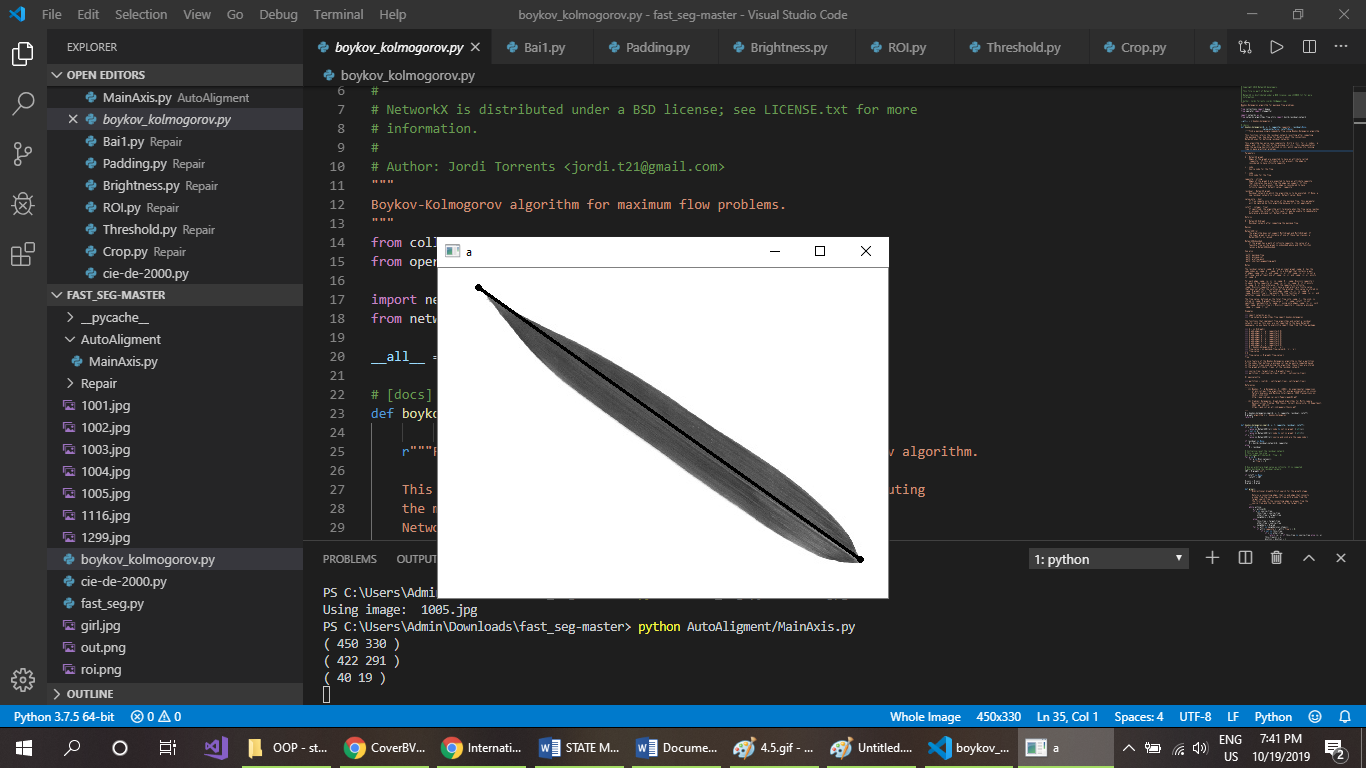 File Edit Selection View Go Debug Terminal Help
boykov_kolmogorov.py - fast_seg-master - Visual Studio Code
EXPLORER
OPEN EDITORS
MainAxis.py AutoAligment
boykov_kolmogorov.py
Bai1.py Repair
Padding.py Repair
Brightness.py Repair
ROI.py Repair
Threshold.py Repair
Crop.py Repair
cie-de-2000.py
FAST_SEG-MASTER
__pycache__
AutoAligment
MainAxis.py
Repair
1001.jpg
1002.jpg
1003.jpg
1004.jpg
1005.jpg
1116.jpg
1299.jpg
boykov_kolmogorov.py
cie-de-2000.py
fast_seg.py
girl.jpg
out.png
roi.png
OUTLINE
boykov_kolmogorov.py Bai1.py Padding.py Brightness.py ROI.py Threshold.py Crop.py
boykov_kolmogorov.py
6 #
7 # NetworkX is distributed under a BSD license; see LICENSE.txt for more
8 # information.
9 #
10 # Author: Jordi Torrents <jordi.t21@gmail.com>
11 """
12 Boykov-Kolmogorov algorithm for maximum flow problems.
13 """
14 from col
15 from oper
16
17 import ne
18 from netw
19
20 __all__ =
21
22 # [docs]
23 def boyko
24
25 r"""F v algorithm.
26
27 This uting
28 the m
29 Netwo
a
PROBLEMS OUTPU
1: python
PS C:\Users\Admi
Using image: 1005.jpg
PS C:\Users\Admin\Downloads\fast_seg-master> python AutoAligment/MainAxis.py
( 450 330 )
( 422 291 )
( 40 19 )
Python 3.7.5 64-bit 0 0 Whole Image 450x330 Ln 35, Col 1 Spaces: 4 UTF-8 LF Python
OOP - st... CoverBV... Internati... STATE M... Docume... 4.5.gif - ... Untitled.... boykov_... a
ENG
US
7:41 PM
10/19/2019
2